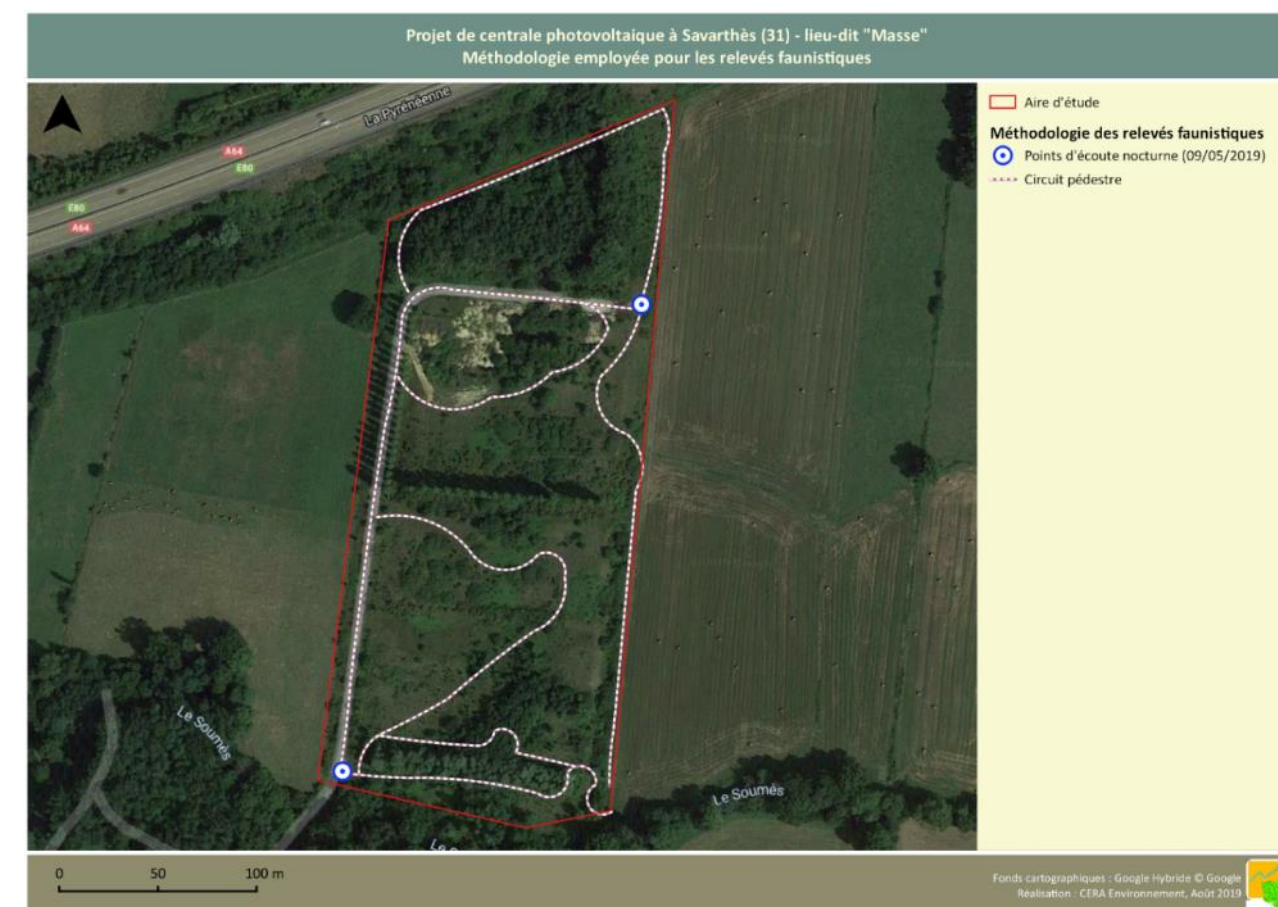 Projet de centrale photovoltaique à Savarthès (31) - lieu-dit "Masse"
Méthodologie employée pour les relevés faunistiques
La Pyrénéenne
A64
E80
E80
A64
Le Soumès
Le Soumès
Aire d'étude
Méthodologie des relevés faunistiques
Points d'écoute nocturne (09/05/2019)
Circuit pédestre
0 50 100 m
Fonds cartographiques : Google Hybride © Google
Réalisation : CERA Environnement, Août 2019